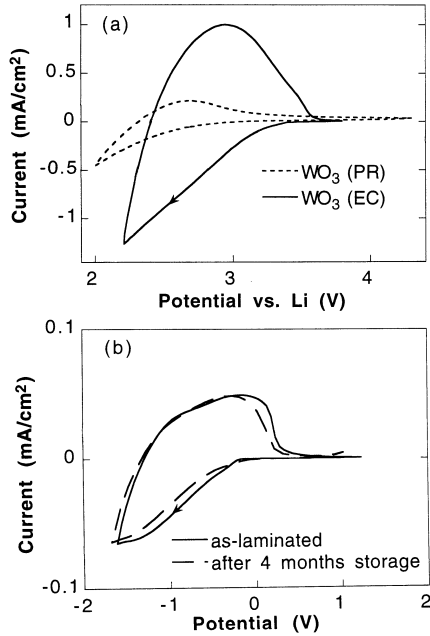 (a)
1
0.5
0
-0.5
-1
Current (mA/cm²)
WO₃ (PR)
WO₃ (EC)
2 3 4
Potential vs. Li (V)
(b)
0.1
0
-0.1
Current (mA/cm²)
as-laminated
after 4 months storage
-2 -1 0 1 2
Potential (V)